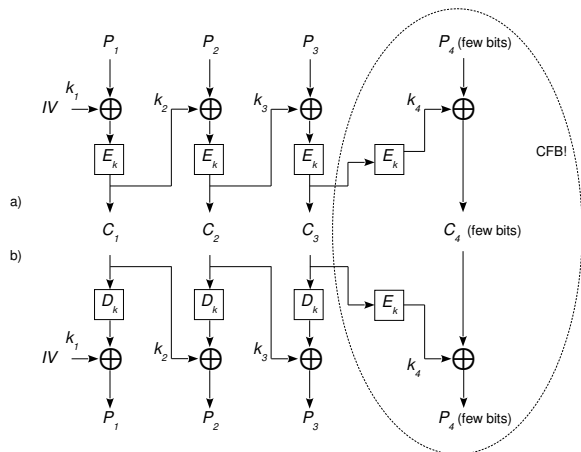 P1 P2 P3 P4 (few bits)
IV k1 k2 k3 k4
Ek Ek Ek Ek
CFB!
a)
C1 C2 C3 C4 (few bits)
b)
Dk Dk Dk Ek
IV k1 k2 k3 k4
P1 P2 P3 P4 (few bits)